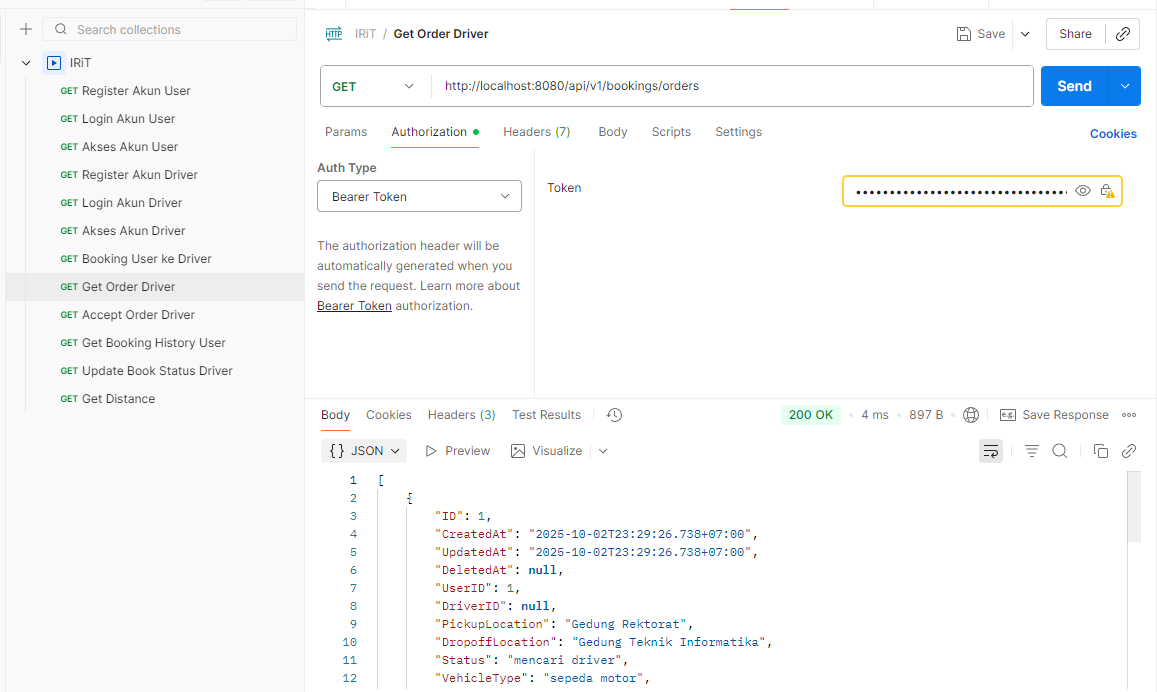 Search collections
IRiT
GET Register Akun User
GET Login Akun User
GET Akses Akun User
GET Register Akun Driver
GET Login Akun Driver
GET Akses Akun Driver
GET Booking User ke Driver
GET Get Order Driver
GET Accept Order Driver
GET Get Booking History User
GET Update Book Status Driver
GET Get Distance
HTTP IRiT / Get Order Driver
Save
Share
GET
http://localhost:8080/api/v1/bookings/orders
Send
Params Authorization Headers (7) Body Scripts Settings
Cookies
Auth Type
Bearer Token
The authorization header will be
automatically generated when you
send the request. Learn more about
Bearer Token authorization.
Token
Body Cookies Headers (3) Test Results
200 OK • 4 ms • 897 B •
e.g. Save Response
{} JSON Preview Visualize
1 [
2 {
3 "ID": 1,
4 "CreatedAt": "2025-10-02T23:29:26.738+07:00",
5 "UpdatedAt": "2025-10-02T23:29:26.738+07:00",
6 "DeletedAt": null,
7 "UserID": 1,
8 "DriverID": null,
9 "PickupLocation": "Gedung Rektorat",
10 "DropoffLocation": "Gedung Teknik Informatika",
11 "Status": "mencari driver",
12 "VehicleType": "sepeda motor",